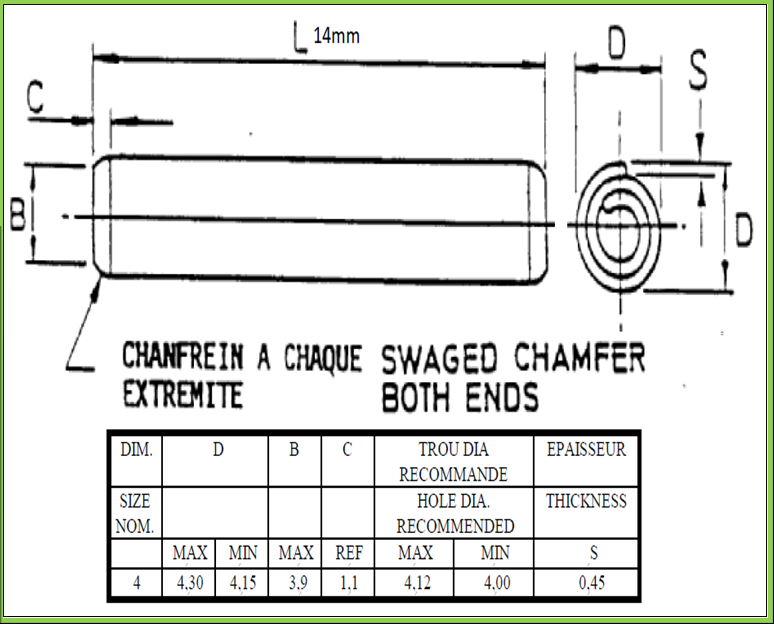 L 14mm
D
S
C
B
D
CHANFREIN A CHAQUE SWAGED CHAMFER
EXTREMITE BOTH ENDS
DIM. D B C TROU DIA RECOMMANDE EPAISSEUR
SIZE NOM. HOLE DIA. RECOMMENDED THICKNESS
MAX MIN MAX REF MAX MIN S
4 4,30 4,15 3,9 1,1 4,12 4,00 0,45